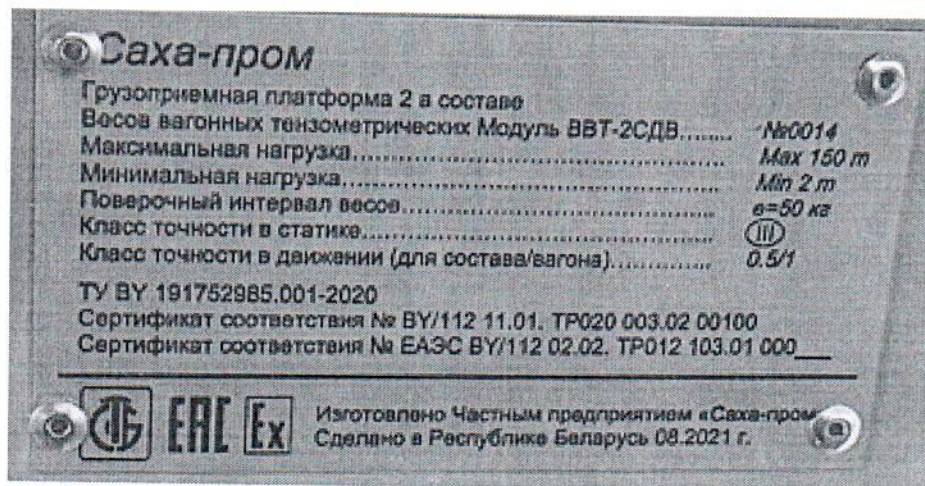 Саха-пром
Грузоприемная платформа 2 в составе
Весов вагонных тензометрических Модуль ВВТ-2СДВ........ №0014
Максимальная нагрузка................................................ Max 150 т
Минимальная нагрузка................................................. Min 2 т
Поверочный интервал весов......................................... е=50 кг
Класс точности в статике.............................................. III
Класс точности в движении (для состава/вагона).............. 0.5/1
ТУ BY 191752985.001-2020
Сертификат соответствия № BY/112 11.01. ТР020 003.02 00100
Сертификат соответствия № ЕАЭС BY/112 02.02. ТР012 103.01 000___
СТБ EAC Ex
Изготовлено Частным предприятием «Саха-пром
Сделано в Республике Беларусь 08.2021 г.